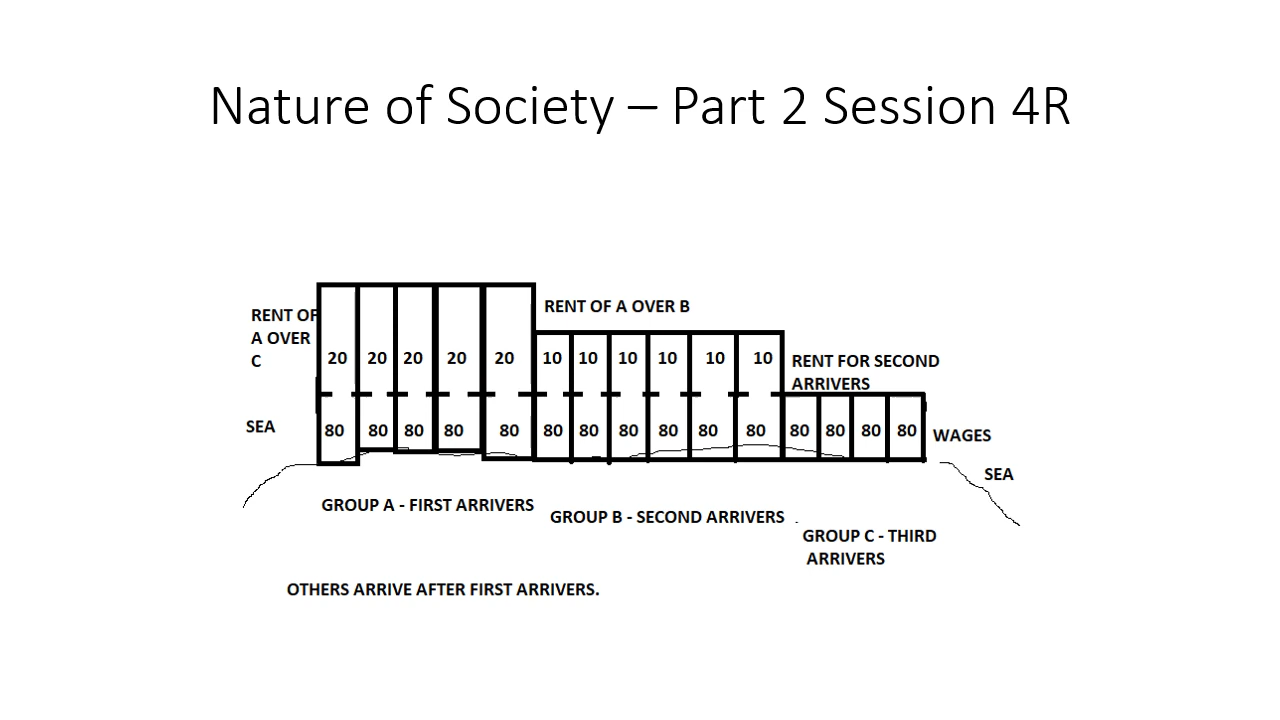 Nature of Society – Part 2 Session 4R
RENT OF
A OVER
C
RENT OF A OVER B
20 20 20 20 20 10 10 10 10 10 10
RENT FOR SECOND
ARRIVERS
SEA
80 80 80 80 80 80 80 80 80 80 80 80 80 80 80
WAGES
SEA
GROUP A - FIRST ARRIVERS
GROUP B - SECOND ARRIVERS
GROUP C - THIRD
ARRIVERS
OTHERS ARRIVE AFTER FIRST ARRIVERS.